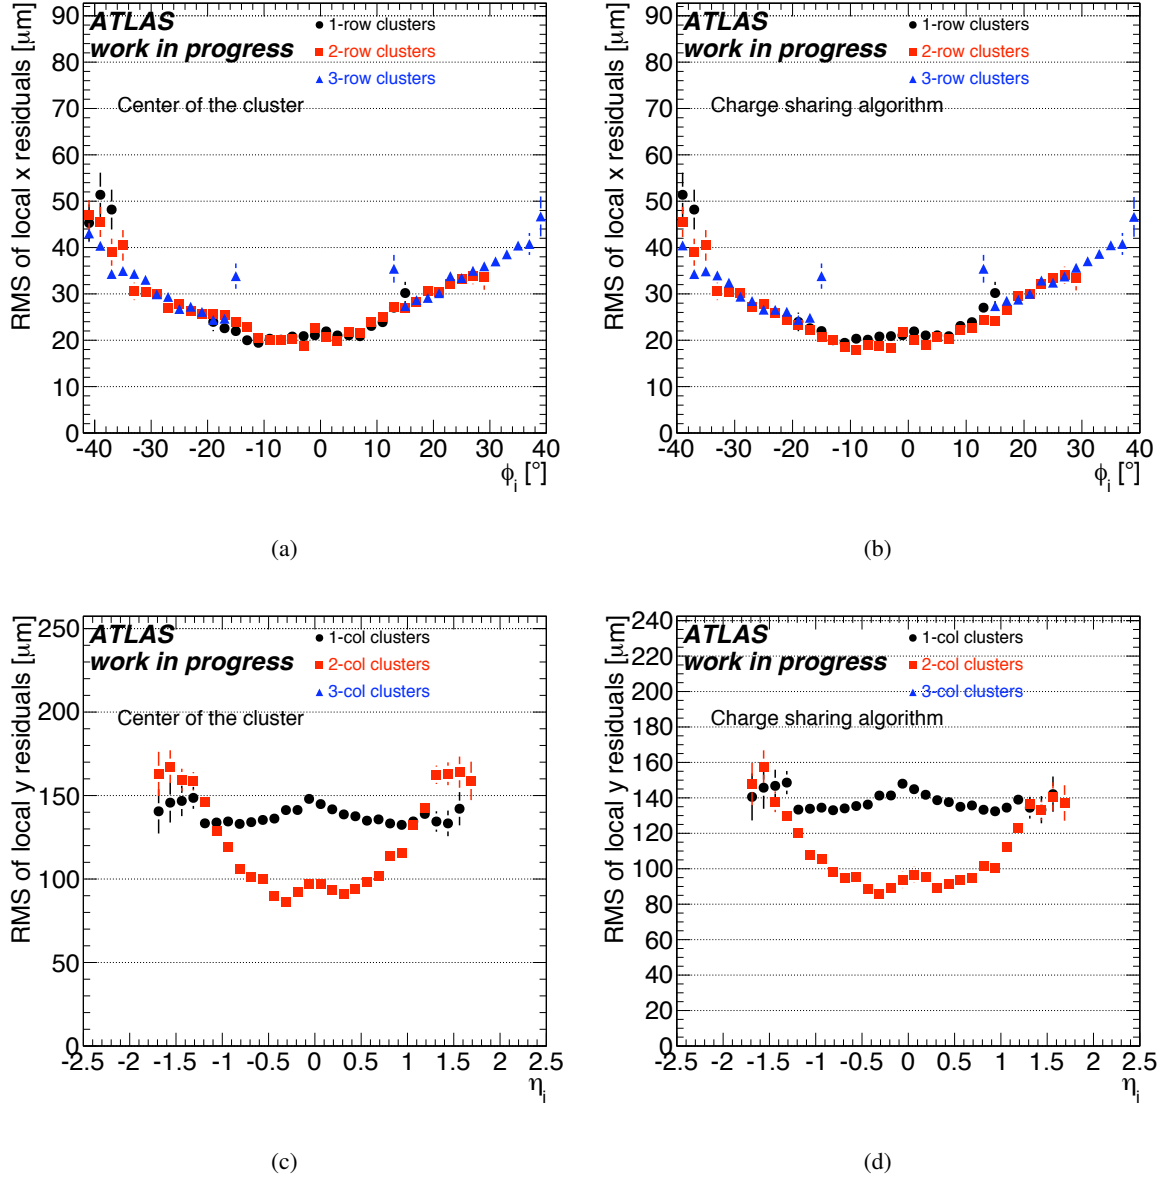 RMS of local x residuals [μm]
90
80
70
60
50
40
30
20
10
0
ATLAS
work in progress
1-row clusters
2-row clusters
3-row clusters
Center of the cluster
-40 -30 -20 -10 0 10 20 30 40
ϕi [°]
(a)
RMS of local x residuals [μm]
90
80
70
60
50
40
30
20
10
0
ATLAS
work in progress
1-row clusters
2-row clusters
3-row clusters
Charge sharing algorithm
-40 -30 -20 -10 0 10 20 30 40
ϕi [°]
(b)
RMS of local y residuals [μm]
250
200
150
100
50
0
ATLAS
work in progress
1-col clusters
2-col clusters
3-col clusters
Center of the cluster
-2.5 -2 -1.5 -1 -0.5 0 0.5 1 1.5 2 2.5
ηi
(c)
RMS of local y residuals [μm]
240
220
200
180
160
140
120
100
80
60
40
20
0
ATLAS
work in progress
1-col clusters
2-col clusters
3-col clusters
Charge sharing algorithm
-2.5 -2 -1.5 -1 -0.5 0 0.5 1 1.5 2 2.5
ηi
(d)